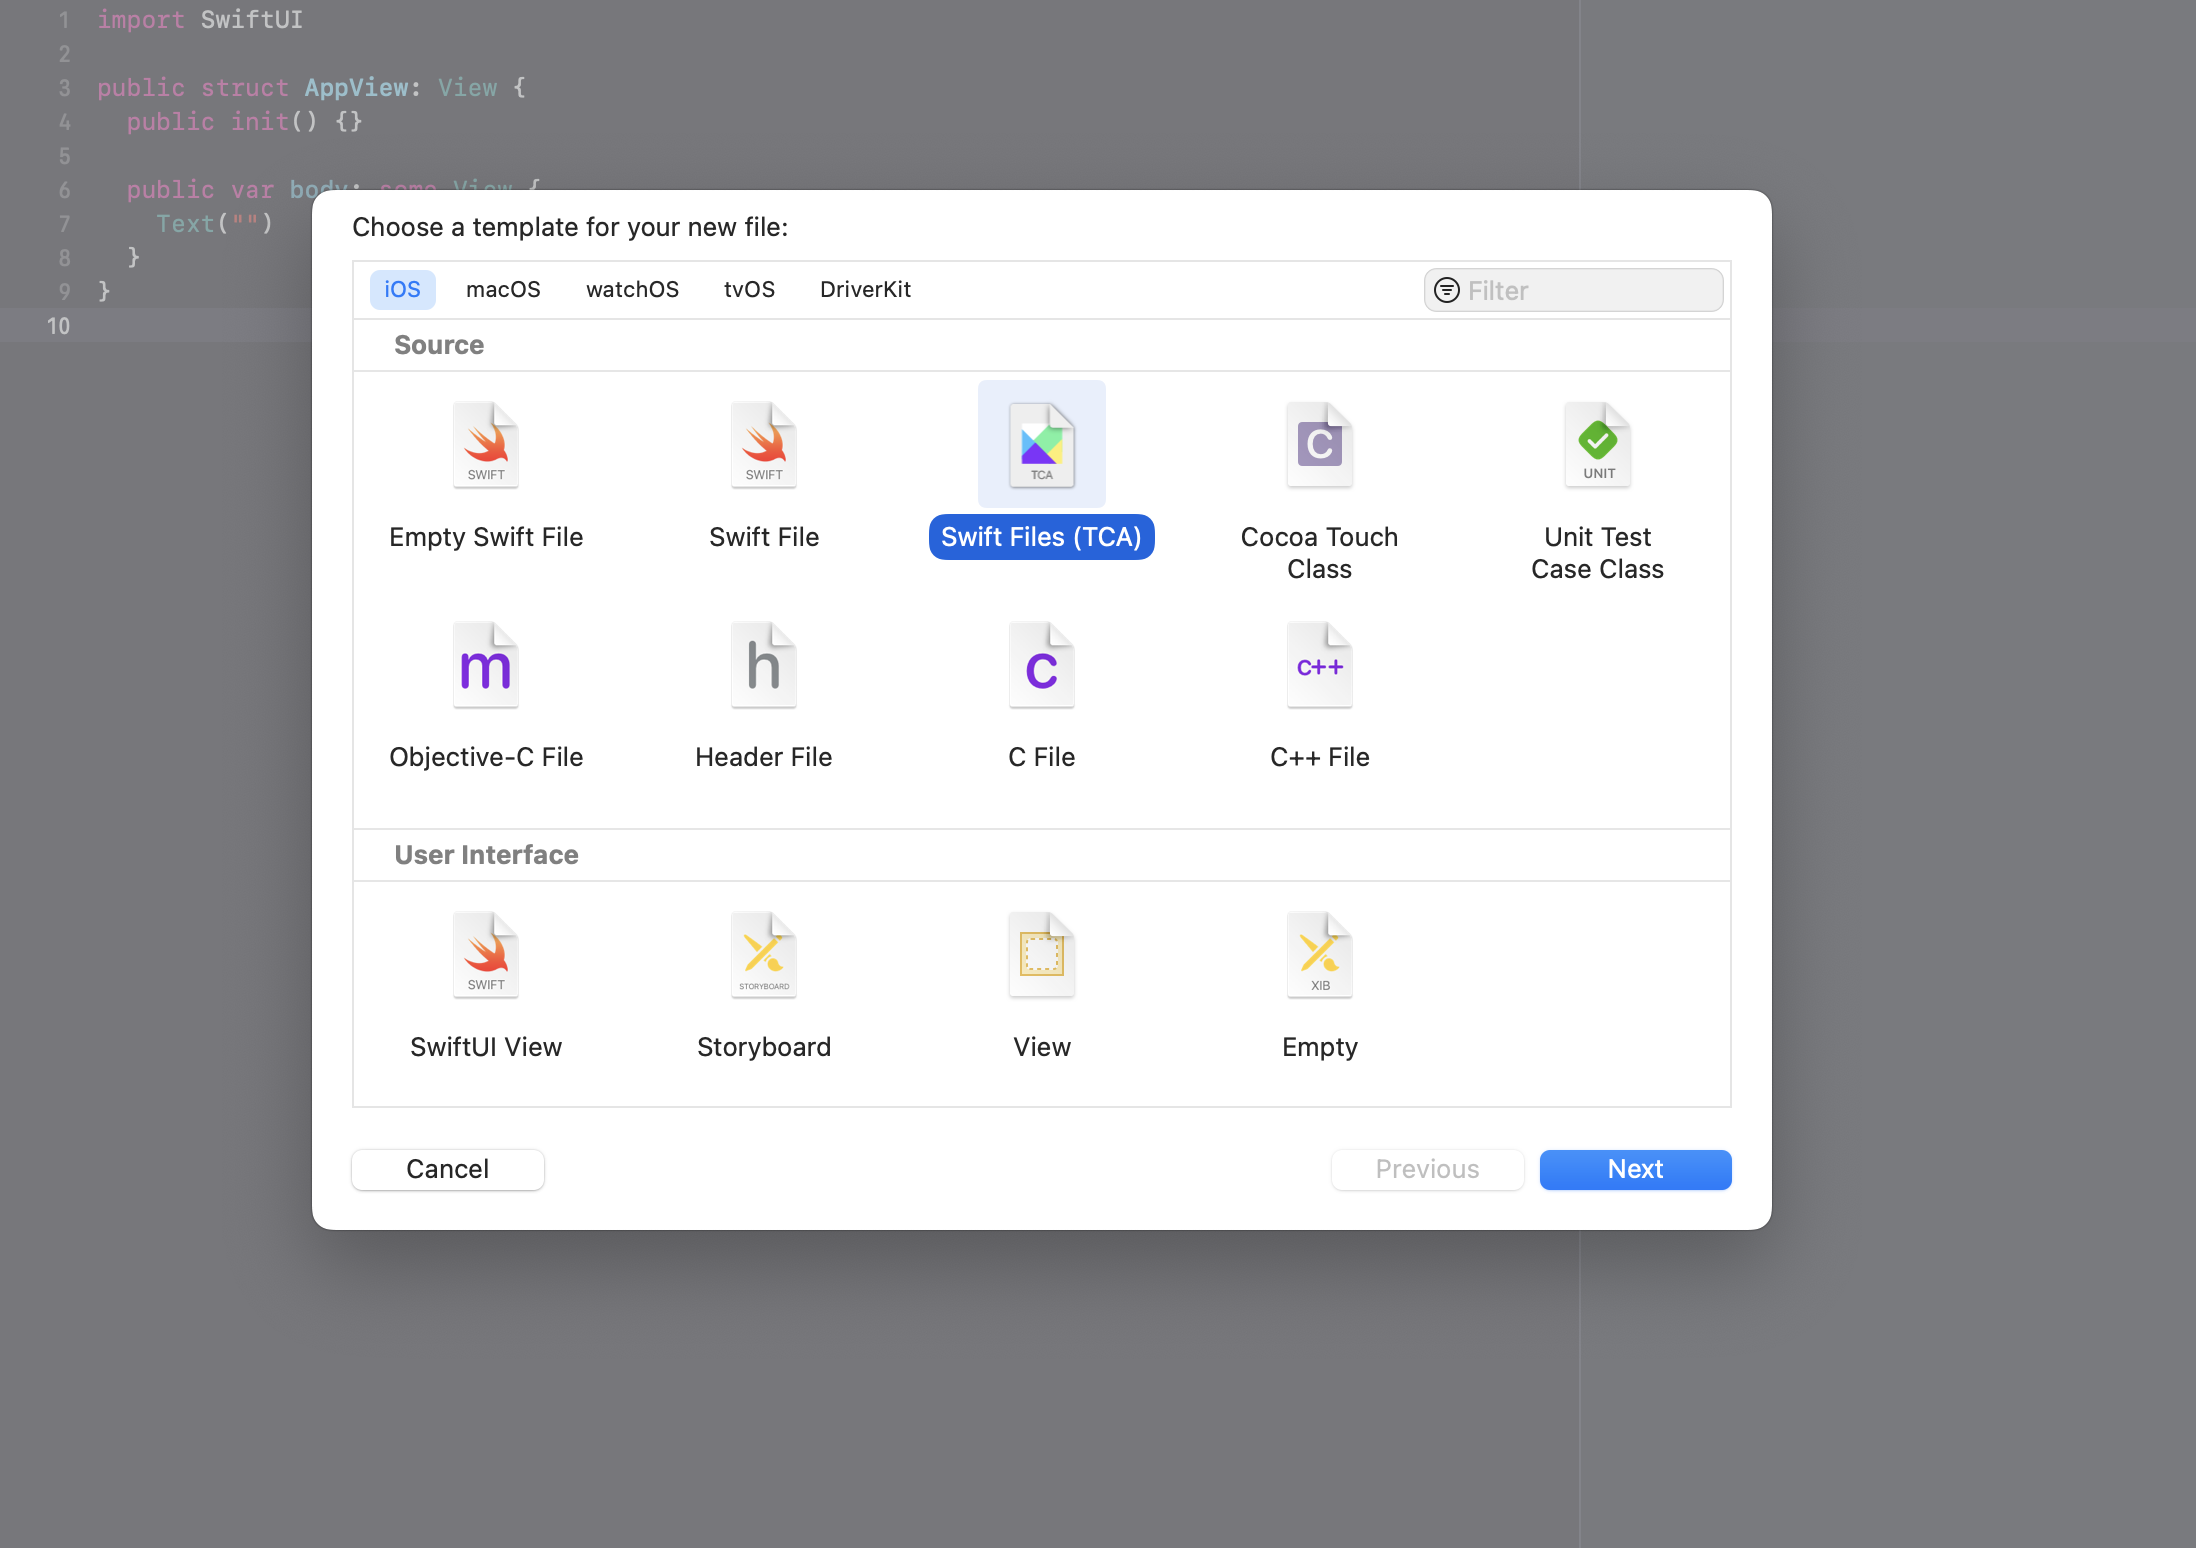 1 import SwiftUI
2
3 public struct AppView: View {
4 public init() {}
5
6 public var body: some View {
7 Text("")
8 }
9 }
10
Choose a template for your new file:
iOS macOS watchOS tvOS DriverKit Filter
Source
SWIFT SWIFT TCA C UNIT
Empty Swift File Swift File Swift Files (TCA) Cocoa Touch Class Unit Test Case Class
m h c C++
Objective-C File Header File C File C++ File
User Interface
SWIFT STORYBOARD XIB
SwiftUI View Storyboard View Empty
Cancel Previous Next